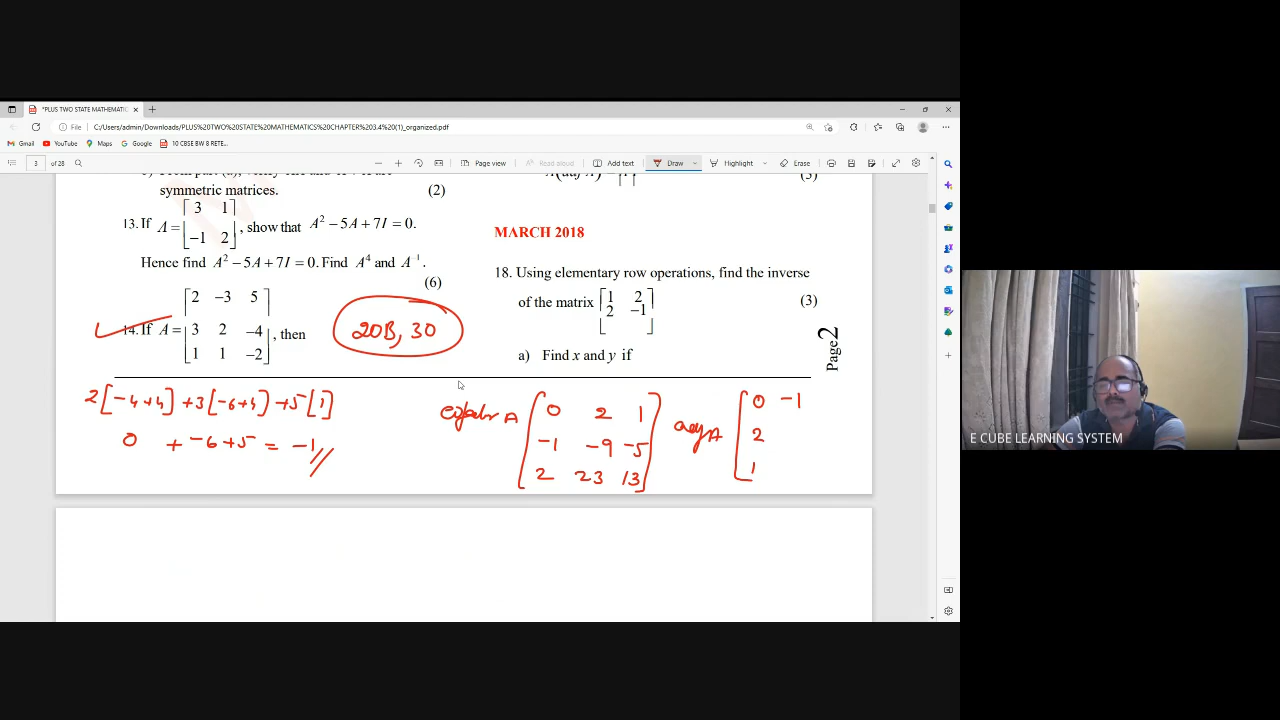 *PLUS TWO STATE MATHEMATIC
File C:/Users/admin/Downloads/PLUS%20TWO%20STATE%20MATHEMATICS%20CHAPTER%203.4%20(1)_organized.pdf
Gmail YouTube Maps Google 10 CBSE BW 8 RETE...
3 of 28 Page view Read aloud Add text Draw Highlight Erase
symmetric matrices. (2)
13. If A = [3 1; −1 2], show that A² − 5A + 7I = 0.
Hence find A² − 5A + 7I = 0. Find A⁴ and A⁻¹.
(6)
14. If A = [2 −3 5; 3 2 −4; 1 1 −2], then
20B, 30
(3)
MARCH 2018
18. Using elementary row operations, find the inverse
of the matrix [1 2; 2 −1] (3)
a) Find x and y if
Page 2
2[-4+4] +3[-6+4] +5[1]
0 + -6+5 = -1
A [0 2 1; -1 -9 -5; 2 23 13]
A [0 -1; 2; 1
E CUBE LEARNING SYSTEM